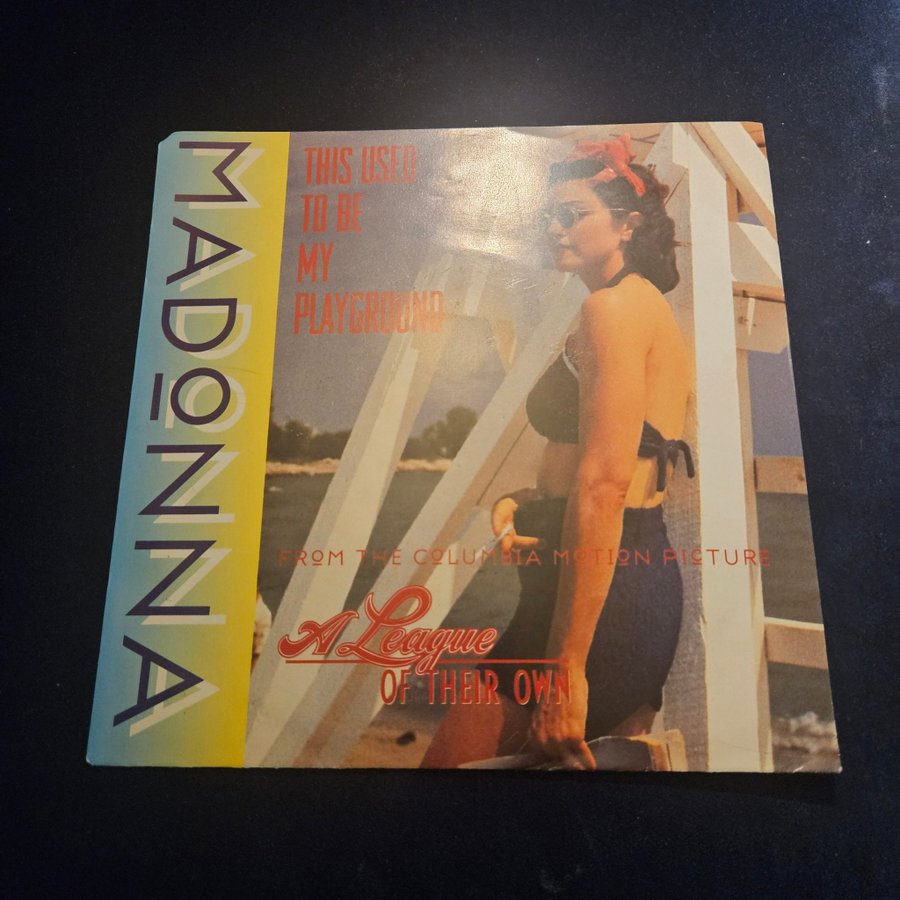 MADONNA
THIS USED
TO BE
MY
PLAYGROUND
FROM THE COLUMBIA MOTION PICTURE
A League
OF THEIR OWN